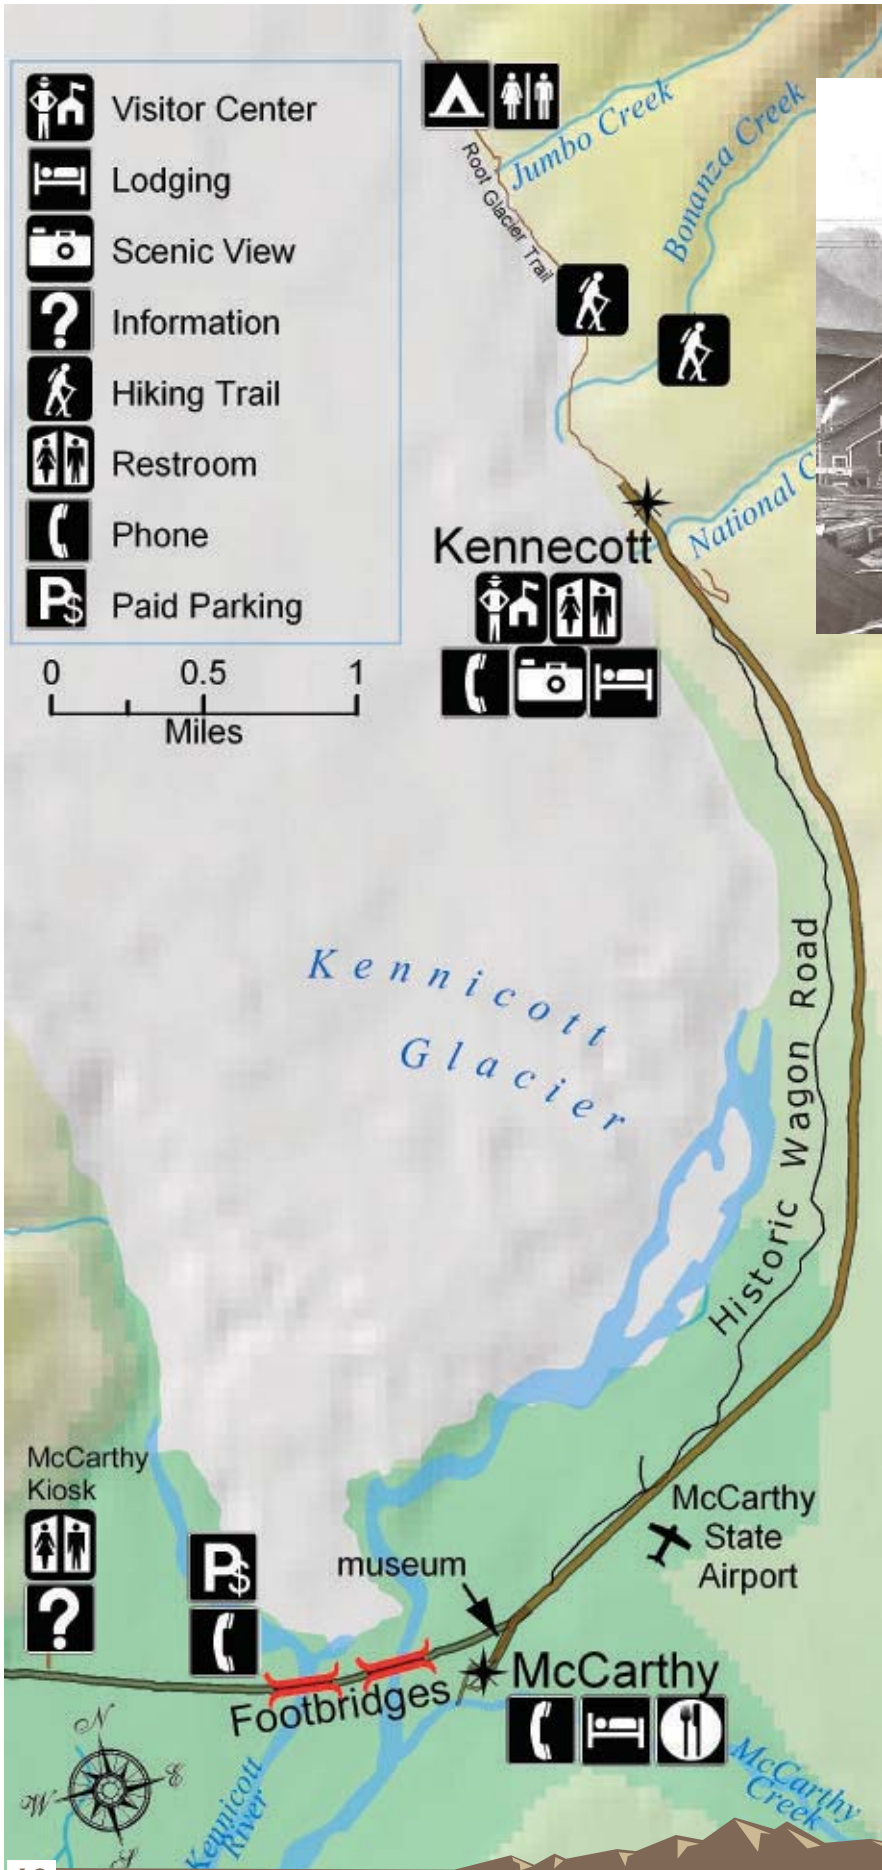 Visitor Center
Lodging
Scenic View
Information
Hiking Trail
Restroom
Phone
P$ Paid Parking
0 0.5 1
Miles
Jumbo Creek
Bonanza Creek
Root Glacier Trail
National C
Kennecott
Kennicott
Glacier
Historic Wagon Road
McCarthy
Kiosk
P$
museum
McCarthy
State
Airport
McCarthy
Footbridges
Kennicott
River
McCarthy
Creek
N
E
W
S